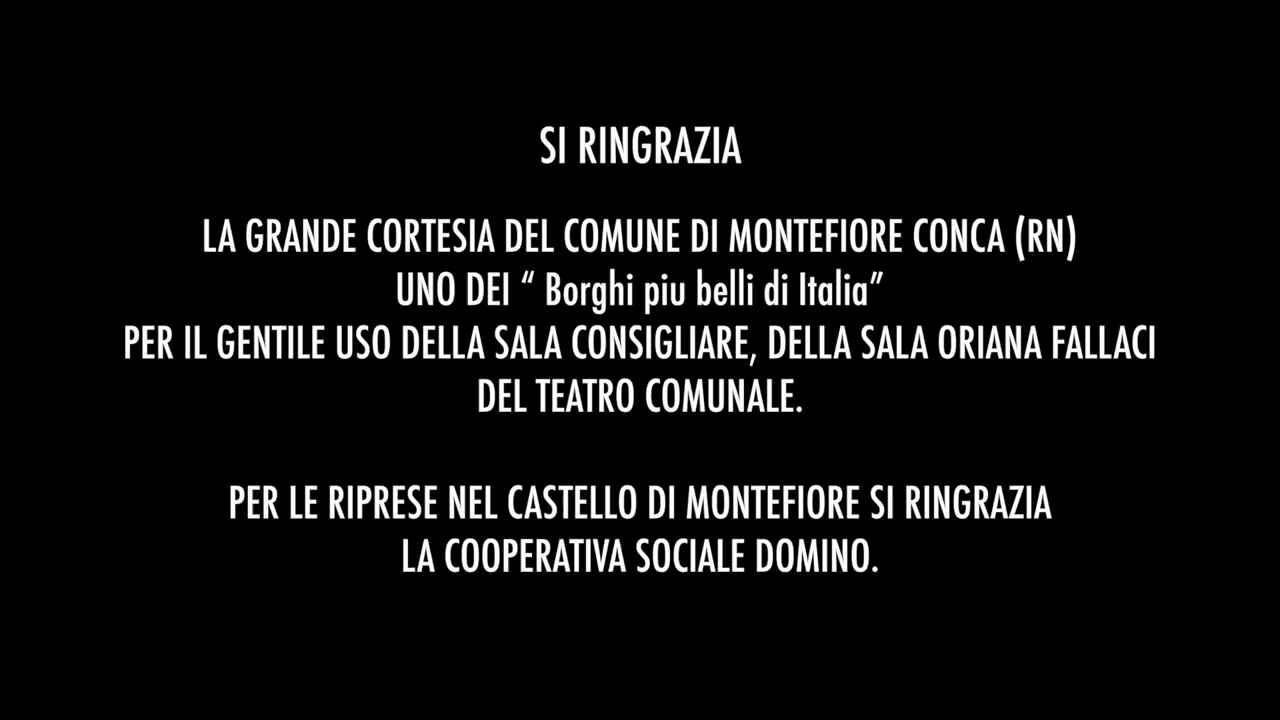 SI RINGRAZIA
LA GRANDE CORTESIA DEL COMUNE DI MONTEFIORE CONCA (RN)
UNO DEI “ Borghi piu belli di Italia”
PER IL GENTILE USO DELLA SALA CONSIGLIARE, DELLA SALA ORIANA FALLACI
DEL TEATRO COMUNALE.
PER LE RIPRESE NEL CASTELLO DI MONTEFIORE SI RINGRAZIA
LA COOPERATIVA SOCIALE DOMINO.